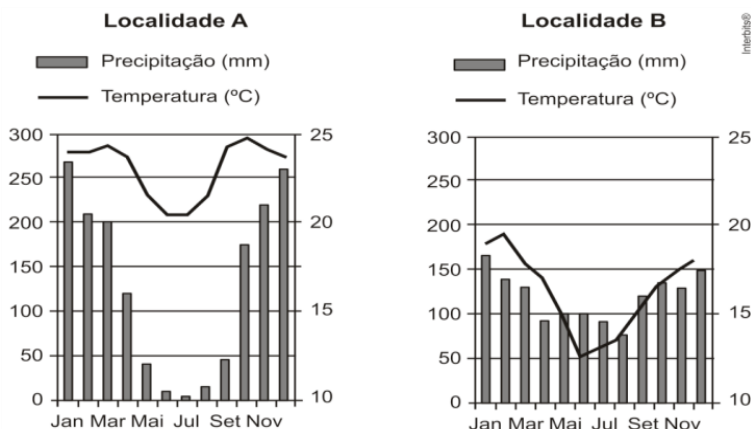 Localidade A
Precipitação (mm)
Temperatura (ºC)
300
250
200
150
100
50
0
25
20
15
10
Jan Mar Mai Jul Set Nov
Localidade B
Precipitação (mm)
Temperatura (ºC)
300
250
200
150
100
50
0
25
20
15
10
Jan Mar Mai Jul Set Nov
Interbits®